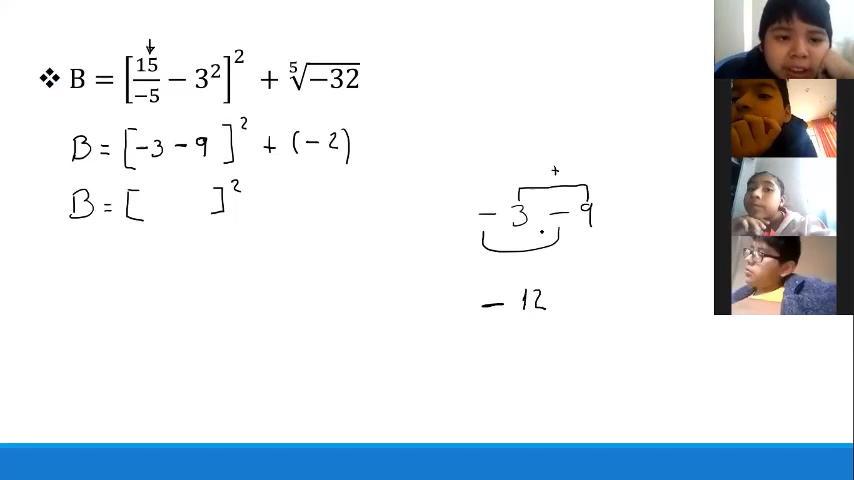 ❖ B = [15/−5 − 3²]² + ⁵√−32
B = [−3 − 9]² + (−2)
B = [ ]²
+
− 3 . − 9
− 12